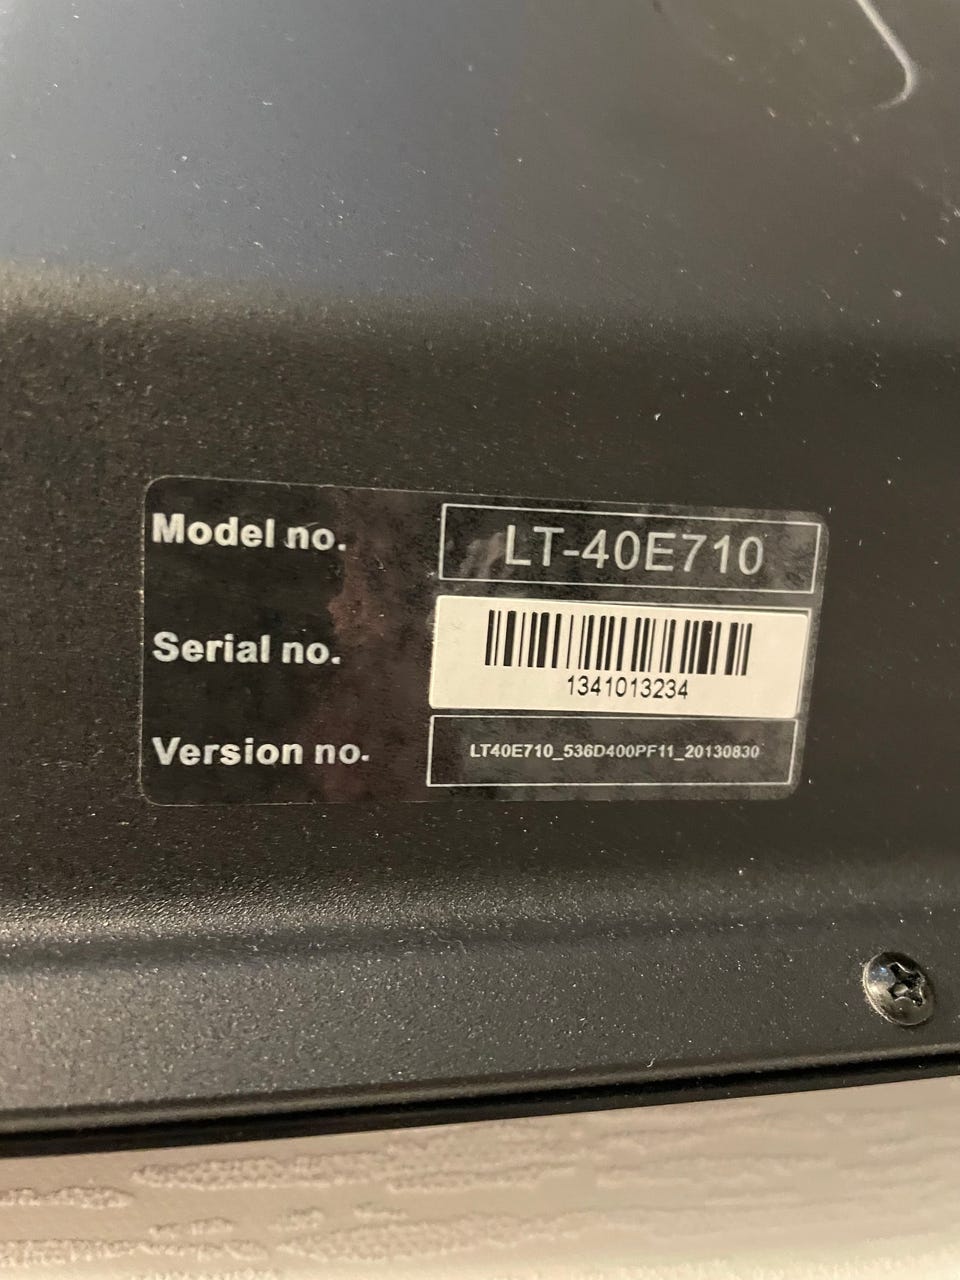 Model no. LT-40E710
Serial no. 1341013234
Version no. LT40E710_536D400PF11_20130830